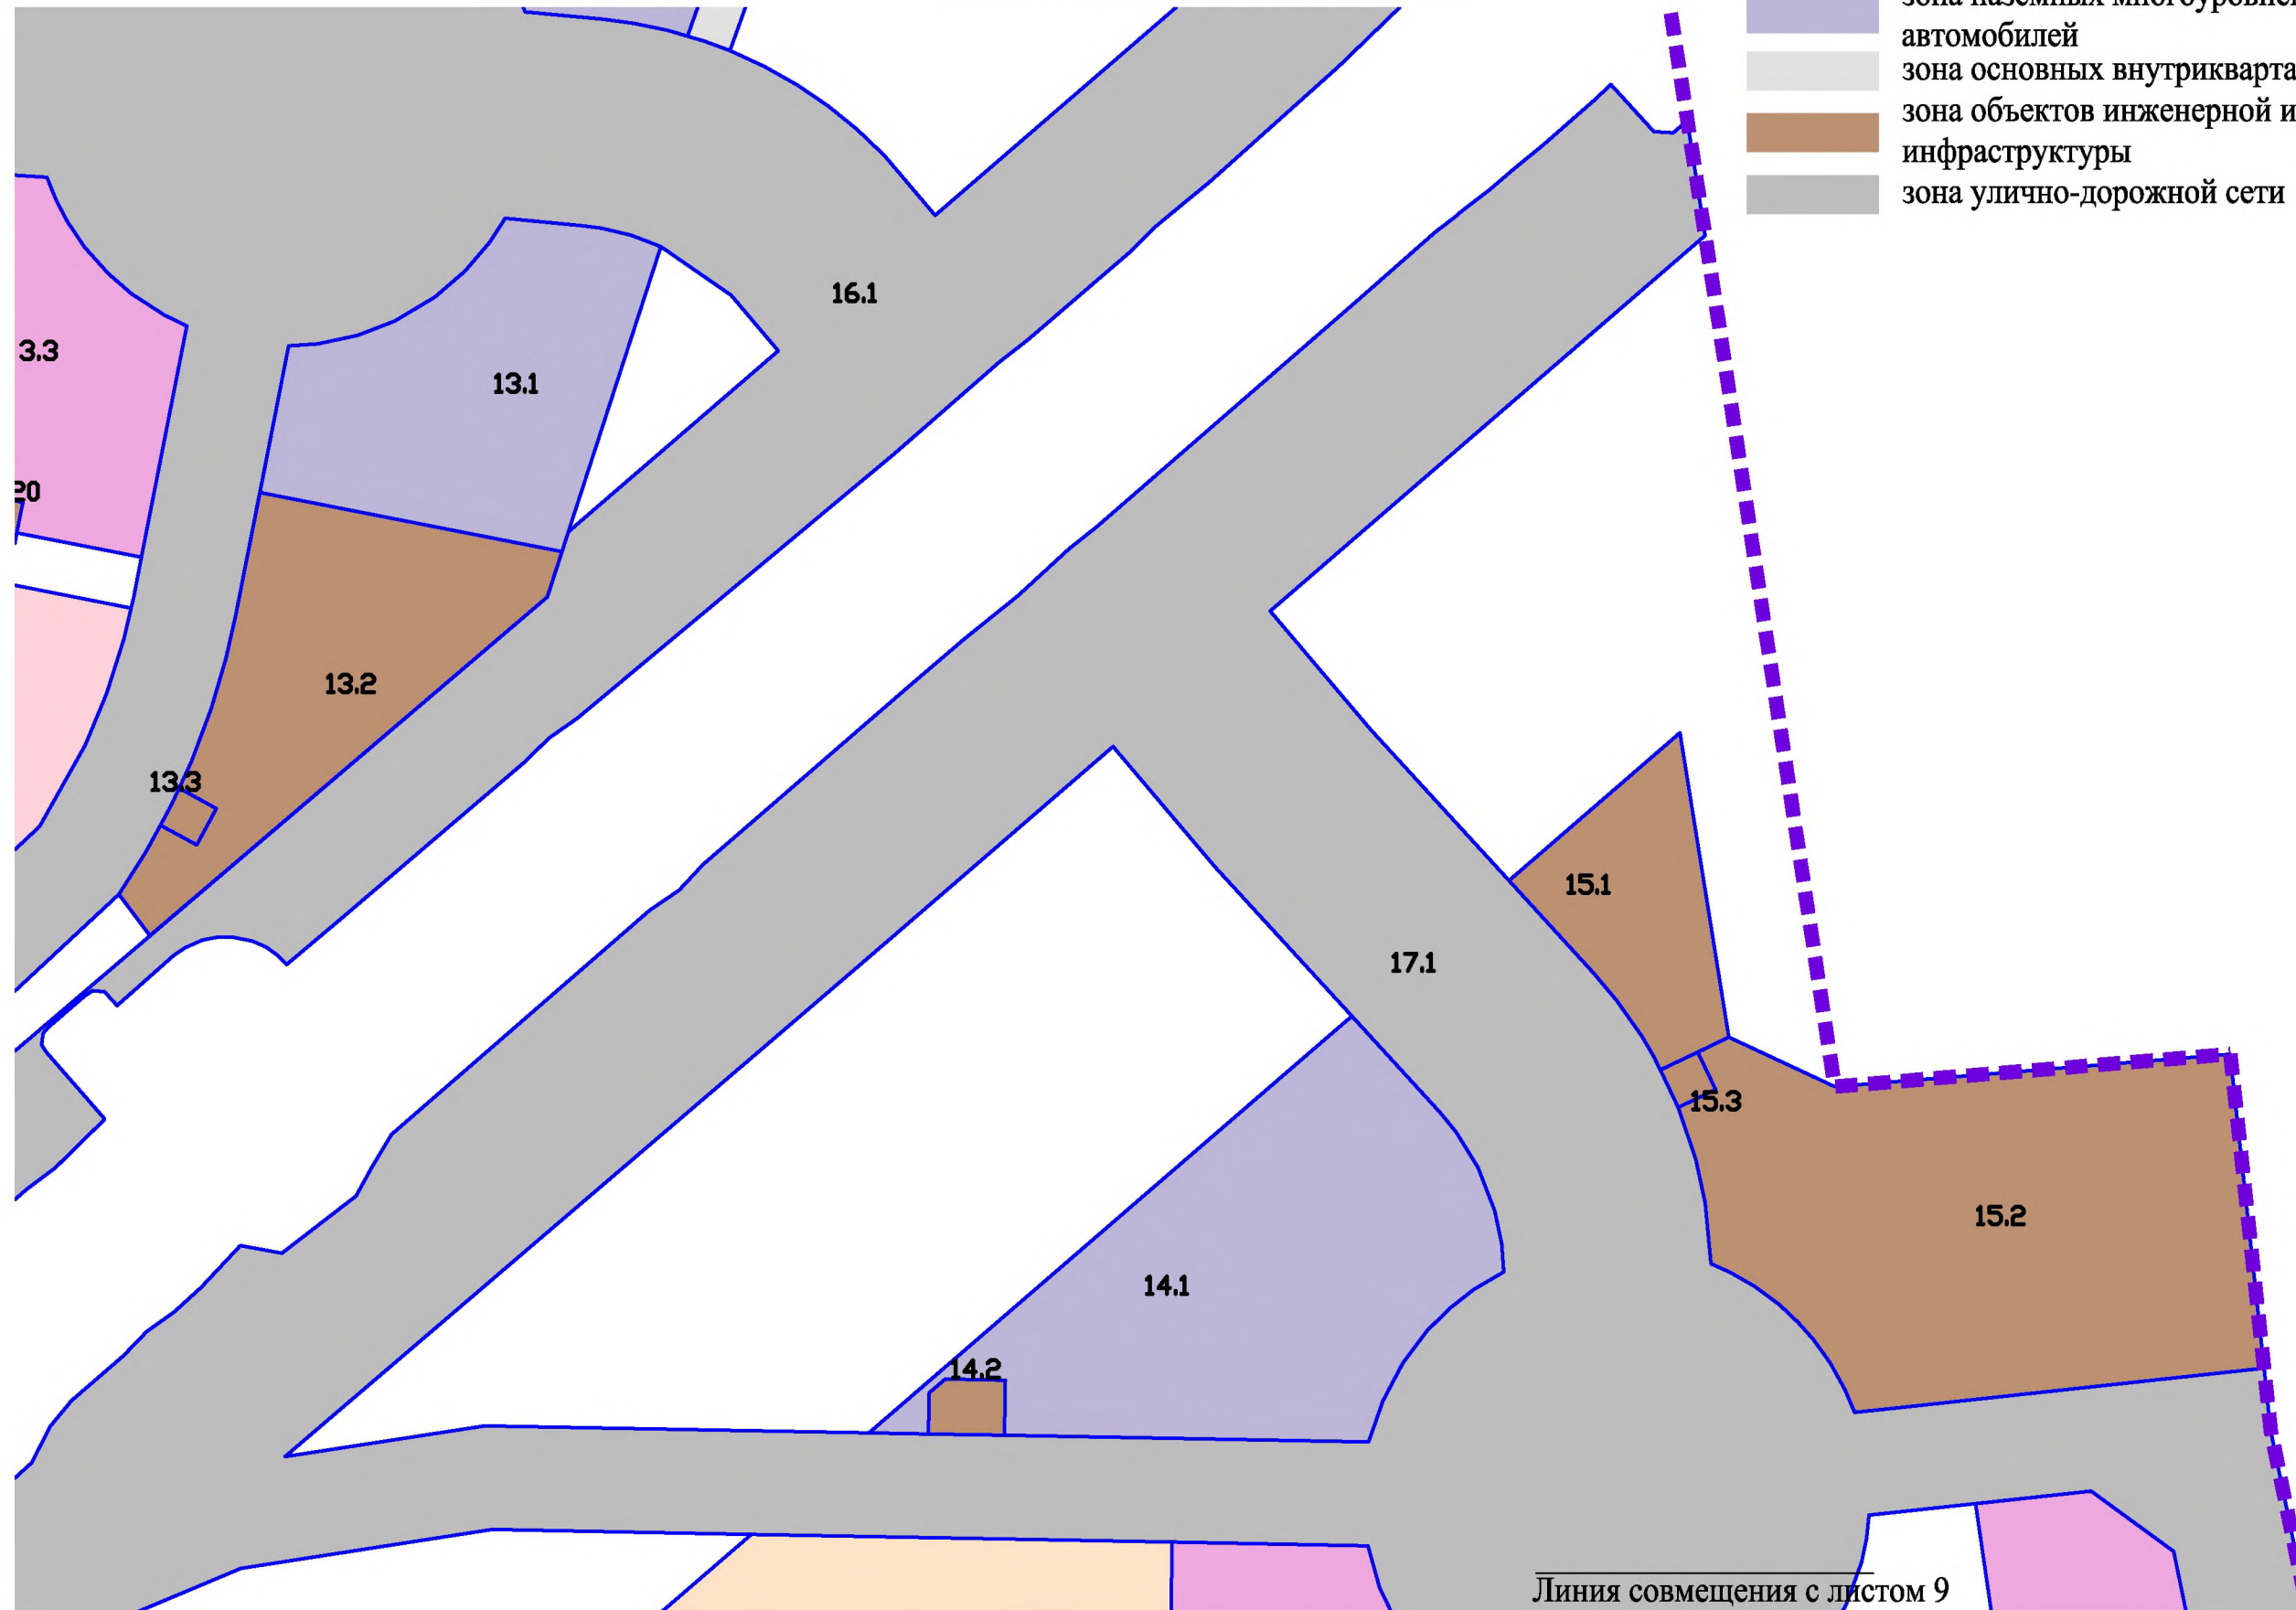 автомобилей
зона основных
зона объектов инженерной и
инфраструктуры
зона улично-дорожной сети
16.1
3.3
13.1
20
13.2
13.3
15.1
17.1
15.3
15.2
14.1
14.2
Линия совмещения с листом 9